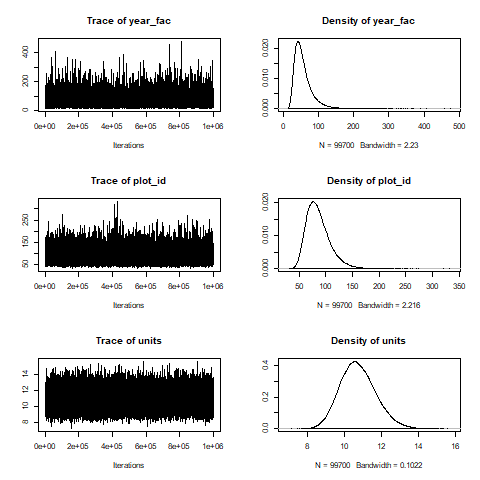 Trace of year_fac
0 200 400
0e+00 2e+05 4e+05 6e+05 8e+05 1e+06
Iterations
Density of year_fac
0.000 0.010 0.020
0 100 200 300 400 500
N = 99700 Bandwidth = 2.23
Trace of plot_id
50 150 250
0e+00 2e+05 4e+05 6e+05 8e+05 1e+06
Iterations
Density of plot_id
0.000 0.010 0.020
50 100 150 200 250 300 350
N = 99700 Bandwidth = 2.216
Trace of units
8 10 12 14
0e+00 2e+05 4e+05 6e+05 8e+05 1e+06
Iterations
Density of units
0.0 0.2 0.4
8 10 12 14 16
N = 99700 Bandwidth = 0.1022